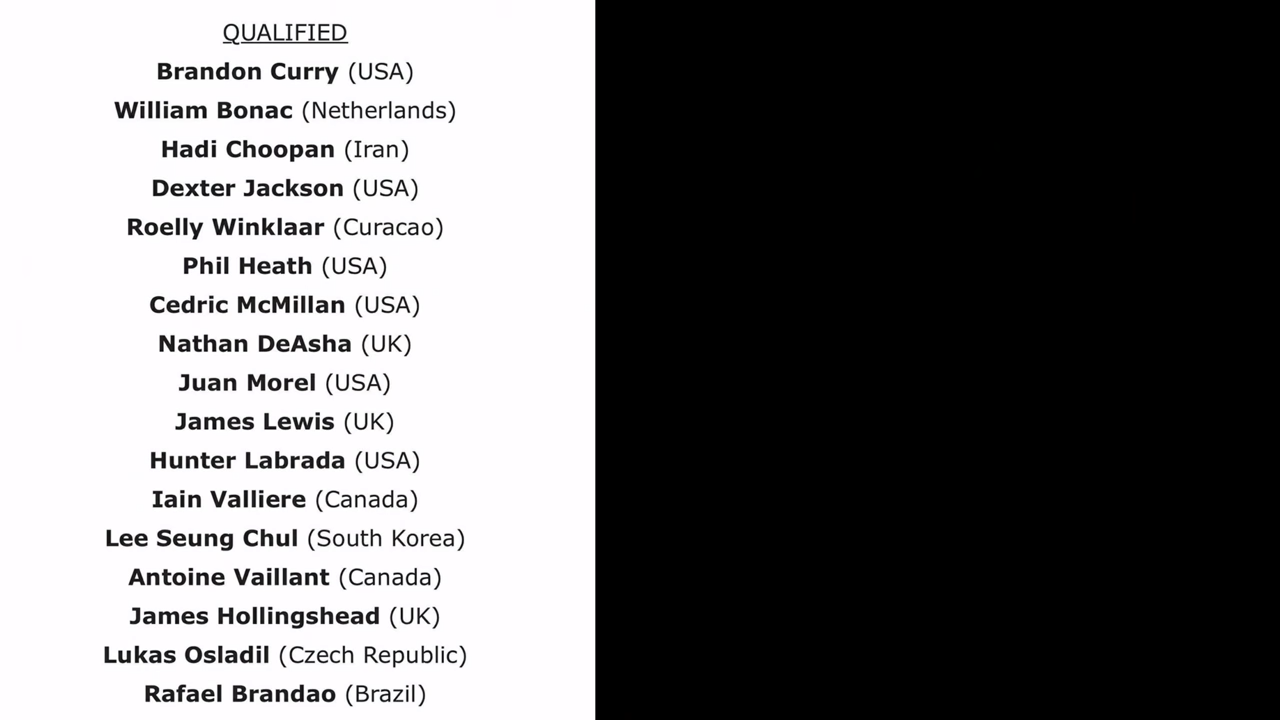 QUALIFIED
Brandon Curry (USA)
William Bonac (Netherlands)
Hadi Choopan (Iran)
Dexter Jackson (USA)
Roelly Winklaar (Curacao)
Phil Heath (USA)
Cedric McMillan (USA)
Nathan DeAsha (UK)
Juan Morel (USA)
James Lewis (UK)
Hunter Labrada (USA)
Iain Valliere (Canada)
Lee Seung Chul (South Korea)
Antoine Vaillant (Canada)
James Hollingshead (UK)
Lukas Osladil (Czech Republic)
Rafael Brandao (Brazil)